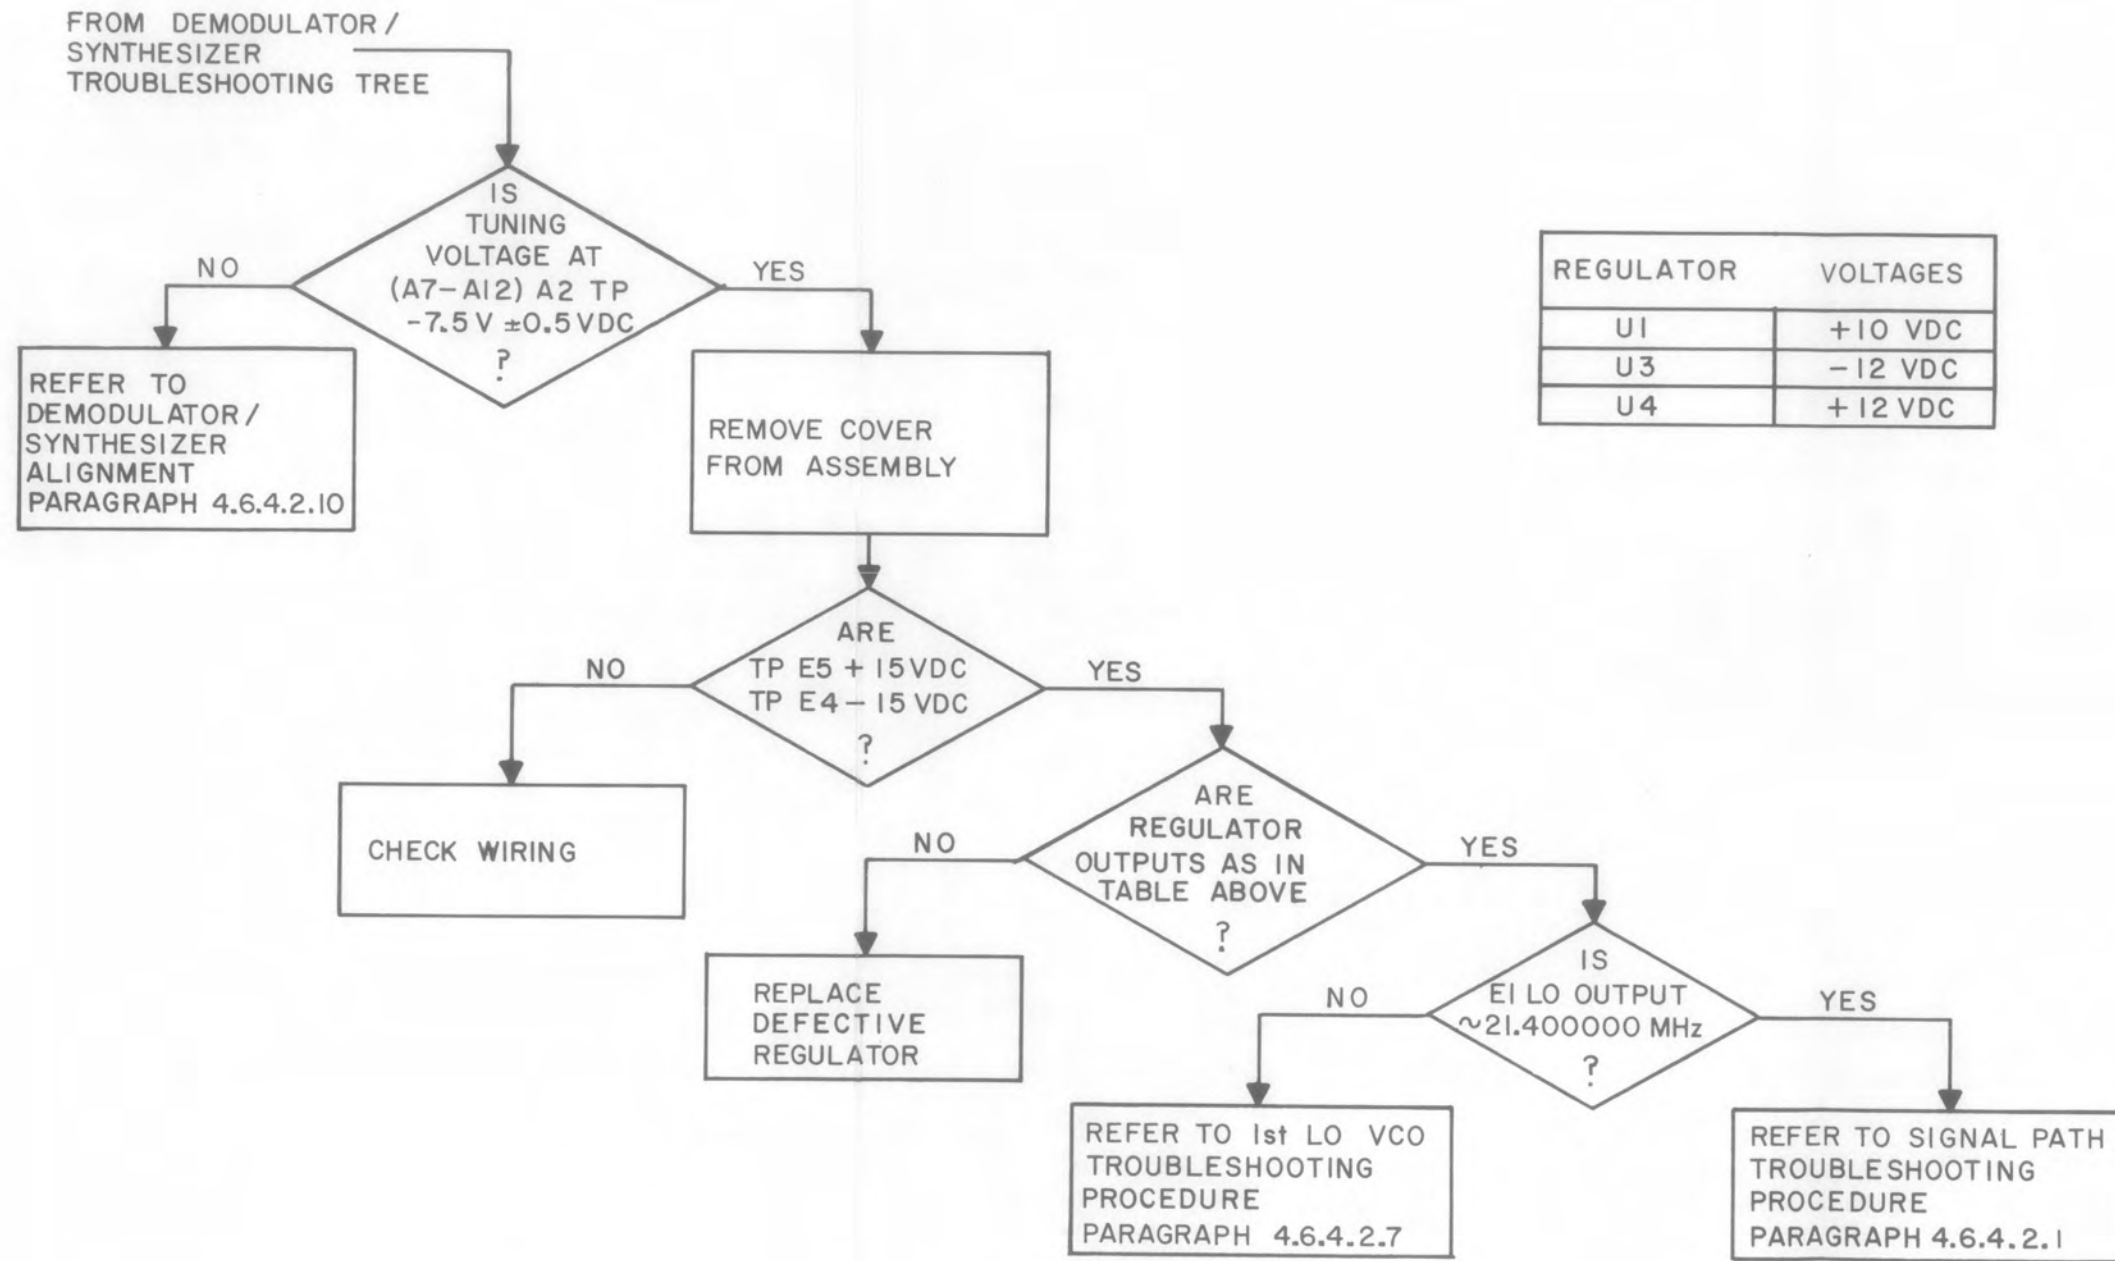 FROM DEMODULATOR/
SYNTHESIZER
TROUBLESHOOTING TREE
IS
TUNING
VOLTAGE AT
(A7-A12) A2 TP
-7.5V ±0.5VDC
?
NO
YES
REFER TO
DEMODULATOR/
SYNTHESIZER
ALIGNMENT
PARAGRAPH 4.6.4.2.10
REMOVE COVER
FROM ASSEMBLY
REGULATOR VOLTAGES
U1 +10 VDC
U3 -12 VDC
U4 +12 VDC
ARE
TP E5 +15VDC
TP E4 -15 VDC
?
NO
YES
CHECK WIRING
ARE
REGULATOR
OUTPUTS AS IN
TABLE ABOVE
?
NO
YES
REPLACE
DEFECTIVE
REGULATOR
IS
E1 LO OUTPUT
~21.400000 MHz
?
NO
YES
REFER TO 1st LO VCO
TROUBLESHOOTING
PROCEDURE
PARAGRAPH 4.6.4.2.7
REFER TO SIGNAL PATH
TROUBLESHOOTING
PROCEDURE
PARAGRAPH 4.6.4.2.1